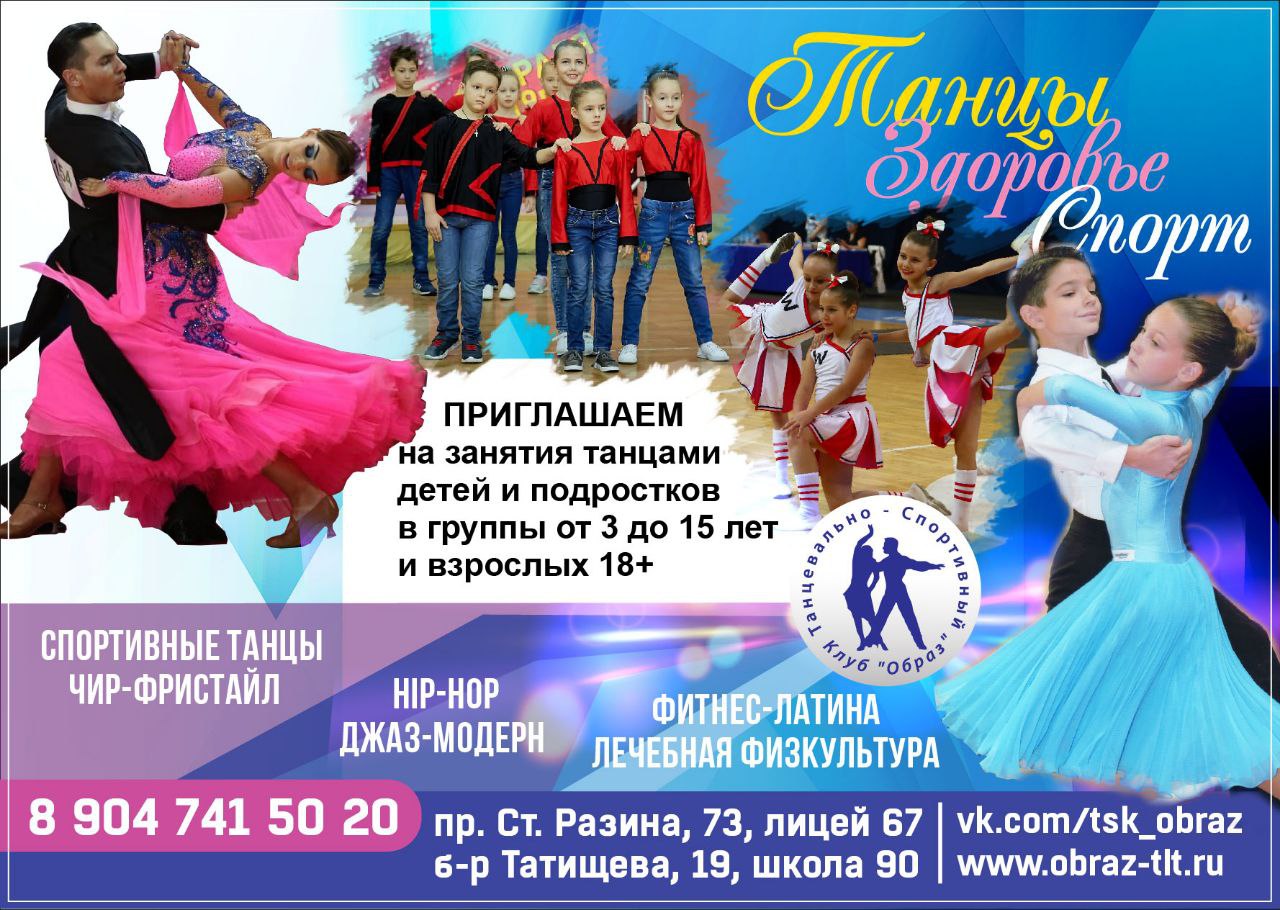 Танцы
Здоровье
Спорт
ПРИГЛАШАЕМ
на занятия танцами
детей и подростков
в группы от 3 до 15 лет
и взрослых 18+
Танцевально - Спортивный
Клуб "Образ"
СПОРТИВНЫЕ ТАНЦЫ
ЧИР-ФРИСТАЙЛ
HIP-HOP
ДЖАЗ-МОДЕРН
ФИТНЕС-ЛАТИНА
ЛЕЧЕБНАЯ ФИЗКУЛЬТУРА
8 904 741 50 20
пр. Ст. Разина, 73, лицей 67
б-р Татищева, 19, школа 90
vk.com/tsk_obraz
www.obraz-tlt.ru
W
W